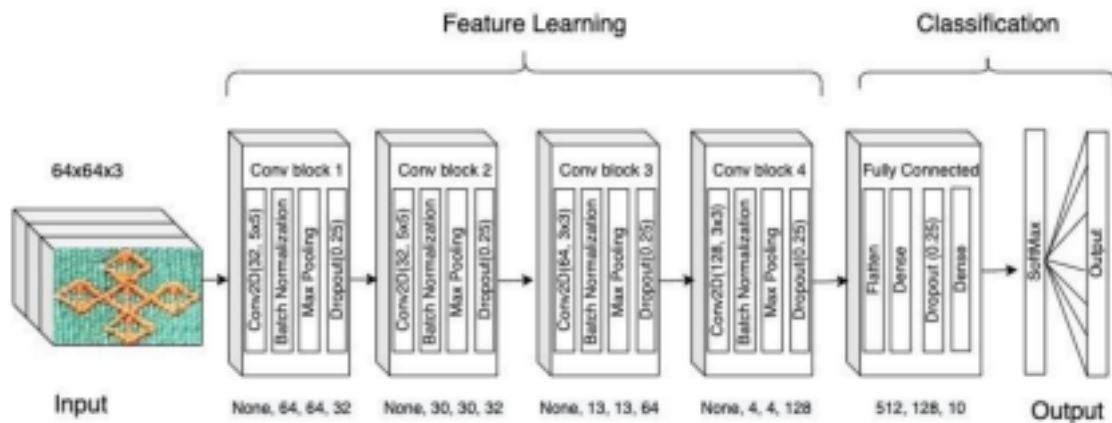 Feature Learning
Classification
64x64x3
Input
Conv block 1
Conv2D(32, 5x5)
Batch Normalization
Max Pooling
Dropout(0.25)
None, 64, 64, 32
Conv block 2
Conv2D(32, 5x5)
Batch Normalization
Max Pooling
Dropout(0.25)
None, 30, 30, 32
Conv block 3
Conv2D(64, 3x3)
Batch Normalization
Max Pooling
Dropout(0.25)
None, 13, 13, 64
Conv block 4
Conv2D(128, 3x3)
Batch Normalization
Max Pooling
Dropout(0.25)
None, 4, 4, 128
Fully Connected
Flatten
Dense
Dropout (0.25)
Dense
512, 128, 10
SoftMax
Output
Output